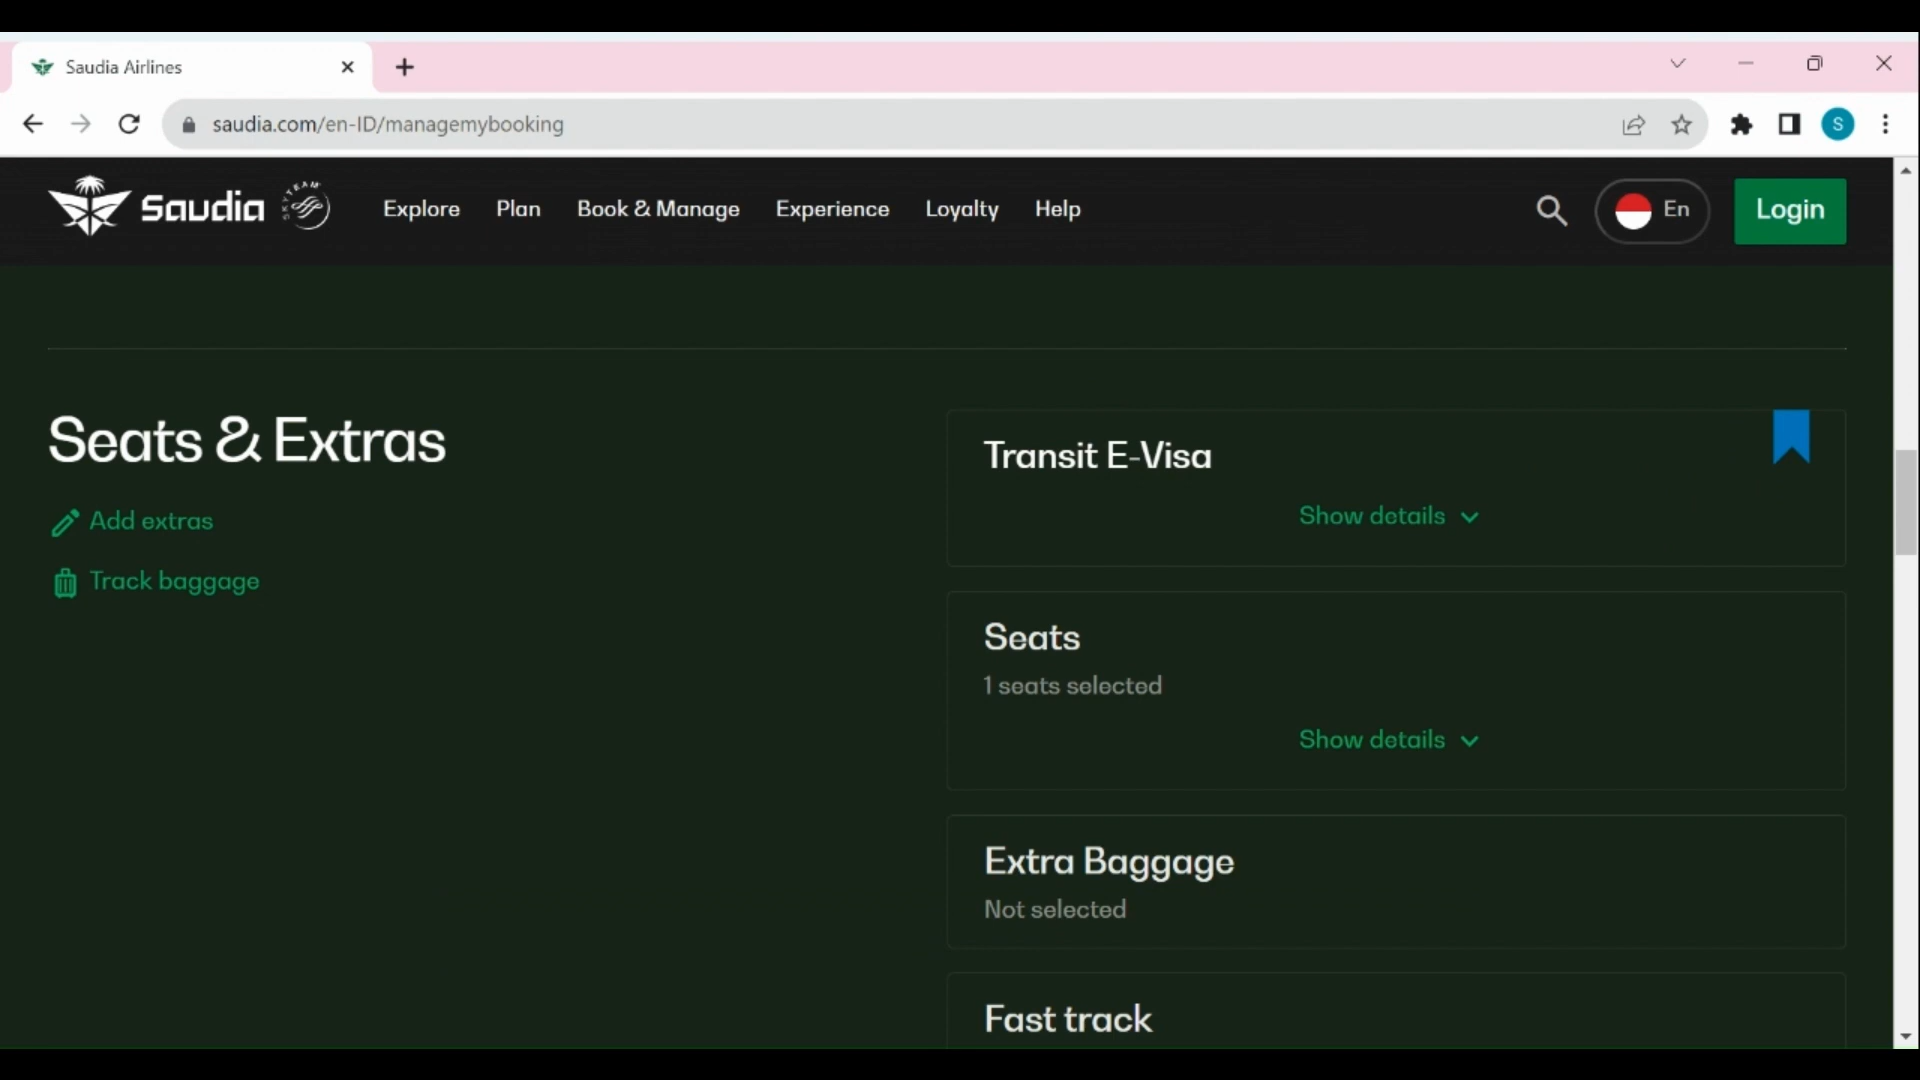 Saudia Airlines
saudia.com/en-ID/managemybooking
S
Saudia
SKYTEAM
Explore
Plan
Book & Manage
Experience
Loyalty
Help
En
Login
Seats & Extras
Add extras
Track baggage
Transit E-Visa
Show details
Seats
1 seats selected
Show details
Extra Baggage
Not selected
Fast track